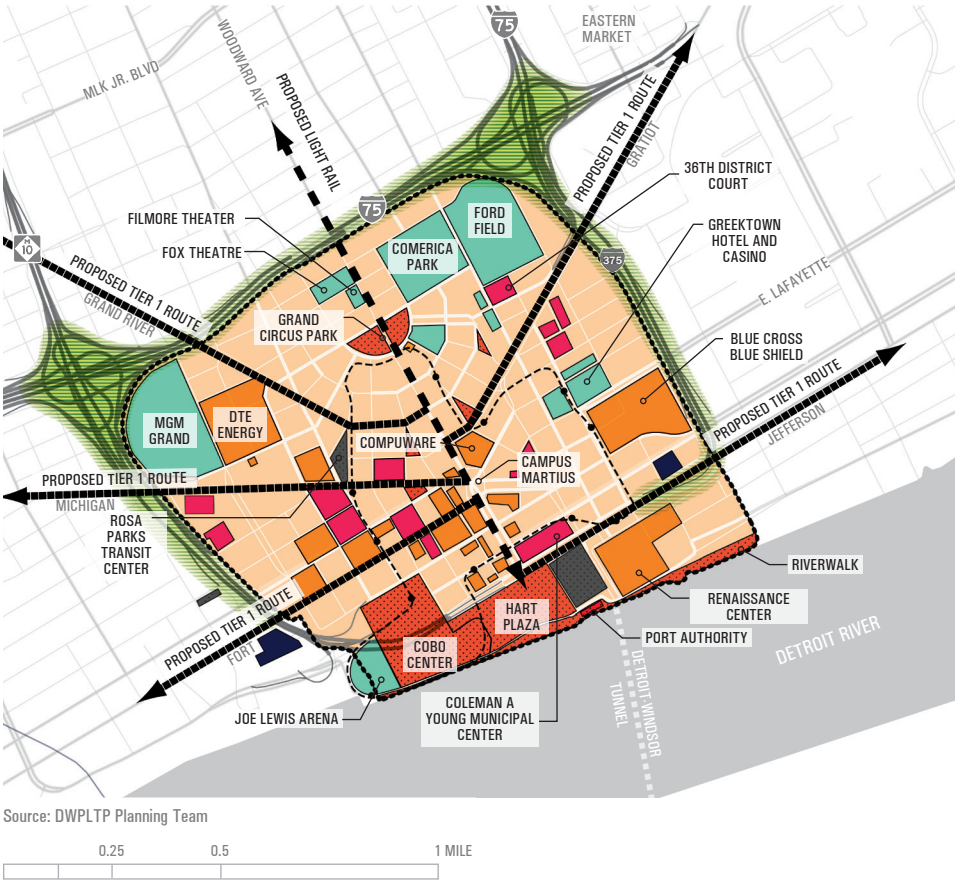 75
EASTERN
MARKET
WOODWARD AVE
MLK JR. BLVD
PROPOSED LIGHT RAIL
PROPOSED TIER 1 ROUTE
GRATIOT
36TH DISTRICT
COURT
FILMORE THEATER
75
FORD
FIELD
GREEKTOWN
HOTEL AND
CASINO
FOX THEATRE
COMERICA
PARK
M
10
375
PROPOSED TIER 1 ROUTE
GRAND RIVER
E. LAFAYETTE
GRAND
CIRCUS PARK
BLUE CROSS
BLUE SHIELD
PROPOSED TIER 1 ROUTE
JEFFERSON
MGM
GRAND
DTE
ENERGY
COMPUWARE
CAMPUS
MARTIUS
PROPOSED TIER 1 ROUTE
MICHIGAN
ROSA
PARKS
TRANSIT
CENTER
RIVERWALK
PROPOSED TIER 1 ROUTE
FORT
HART
PLAZA
RENAISSANCE
CENTER
PORT AUTHORITY
DETROIT RIVER
COBO
CENTER
DETROIT-WINDSOR
TUNNEL
JOE LEWIS ARENA
COLEMAN A
YOUNG MUNICIPAL
CENTER
Source: DWPLTP Planning Team
0.25 0.5 1 MILE